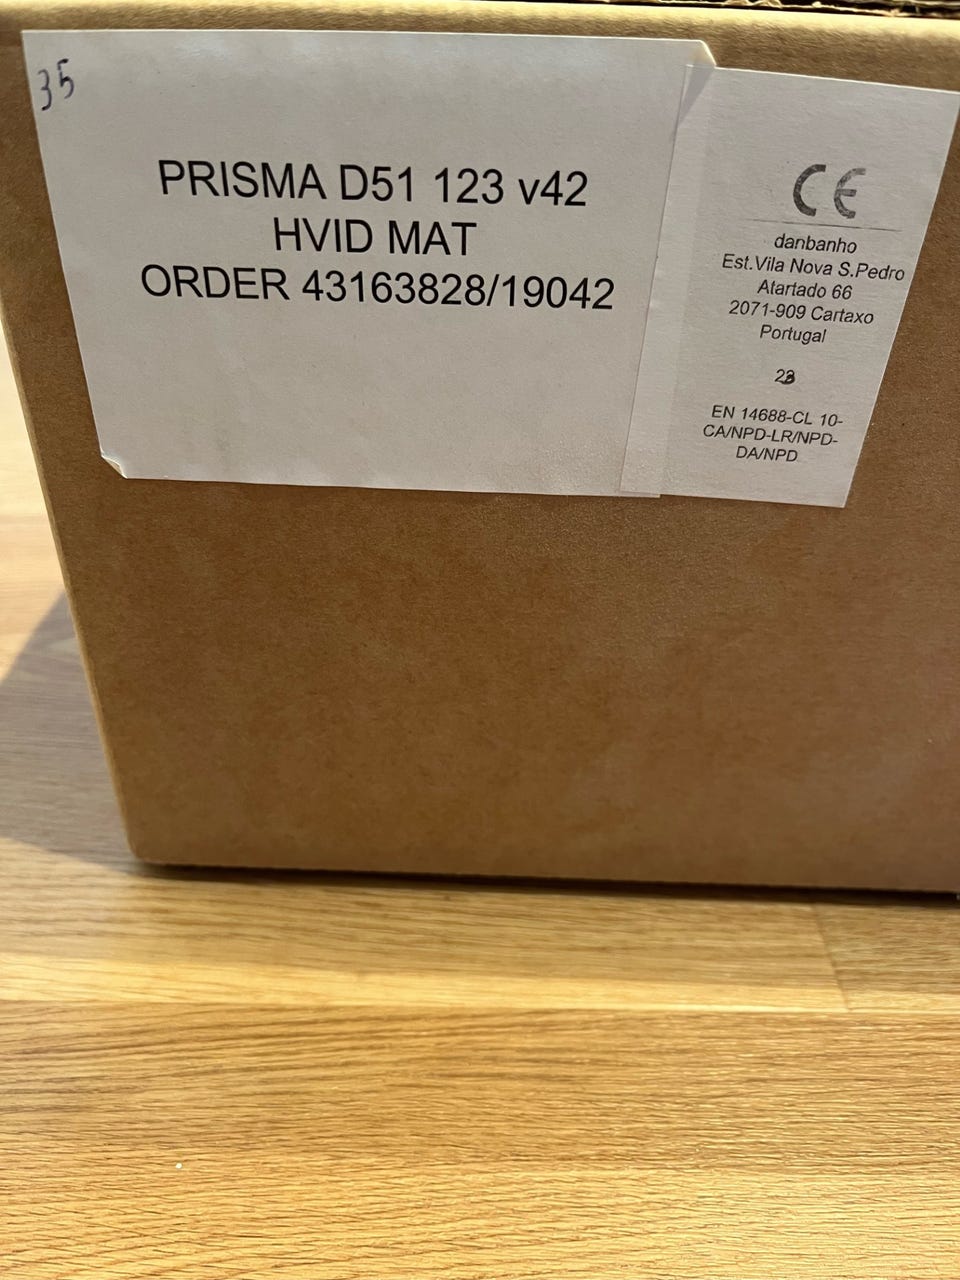 35
PRISMA D51 123 v42
HVID MAT
ORDER 43163828/19042
CE
danbanho
Est.Vila Nova S.Pedro
Atartado 66
2071-909 Cartaxo
Portugal
EN 14688-CL 10-
CA/NPD-LR/NPD-
DA/NPD